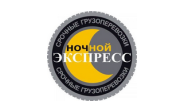 СРОЧНЫЕ ГРУЗОПЕРЕВОЗКИ
НОЧНОЙ
ЭКСПРЕСС
СРОЧНЫЕ ГРУЗОПЕРЕВОЗКИ